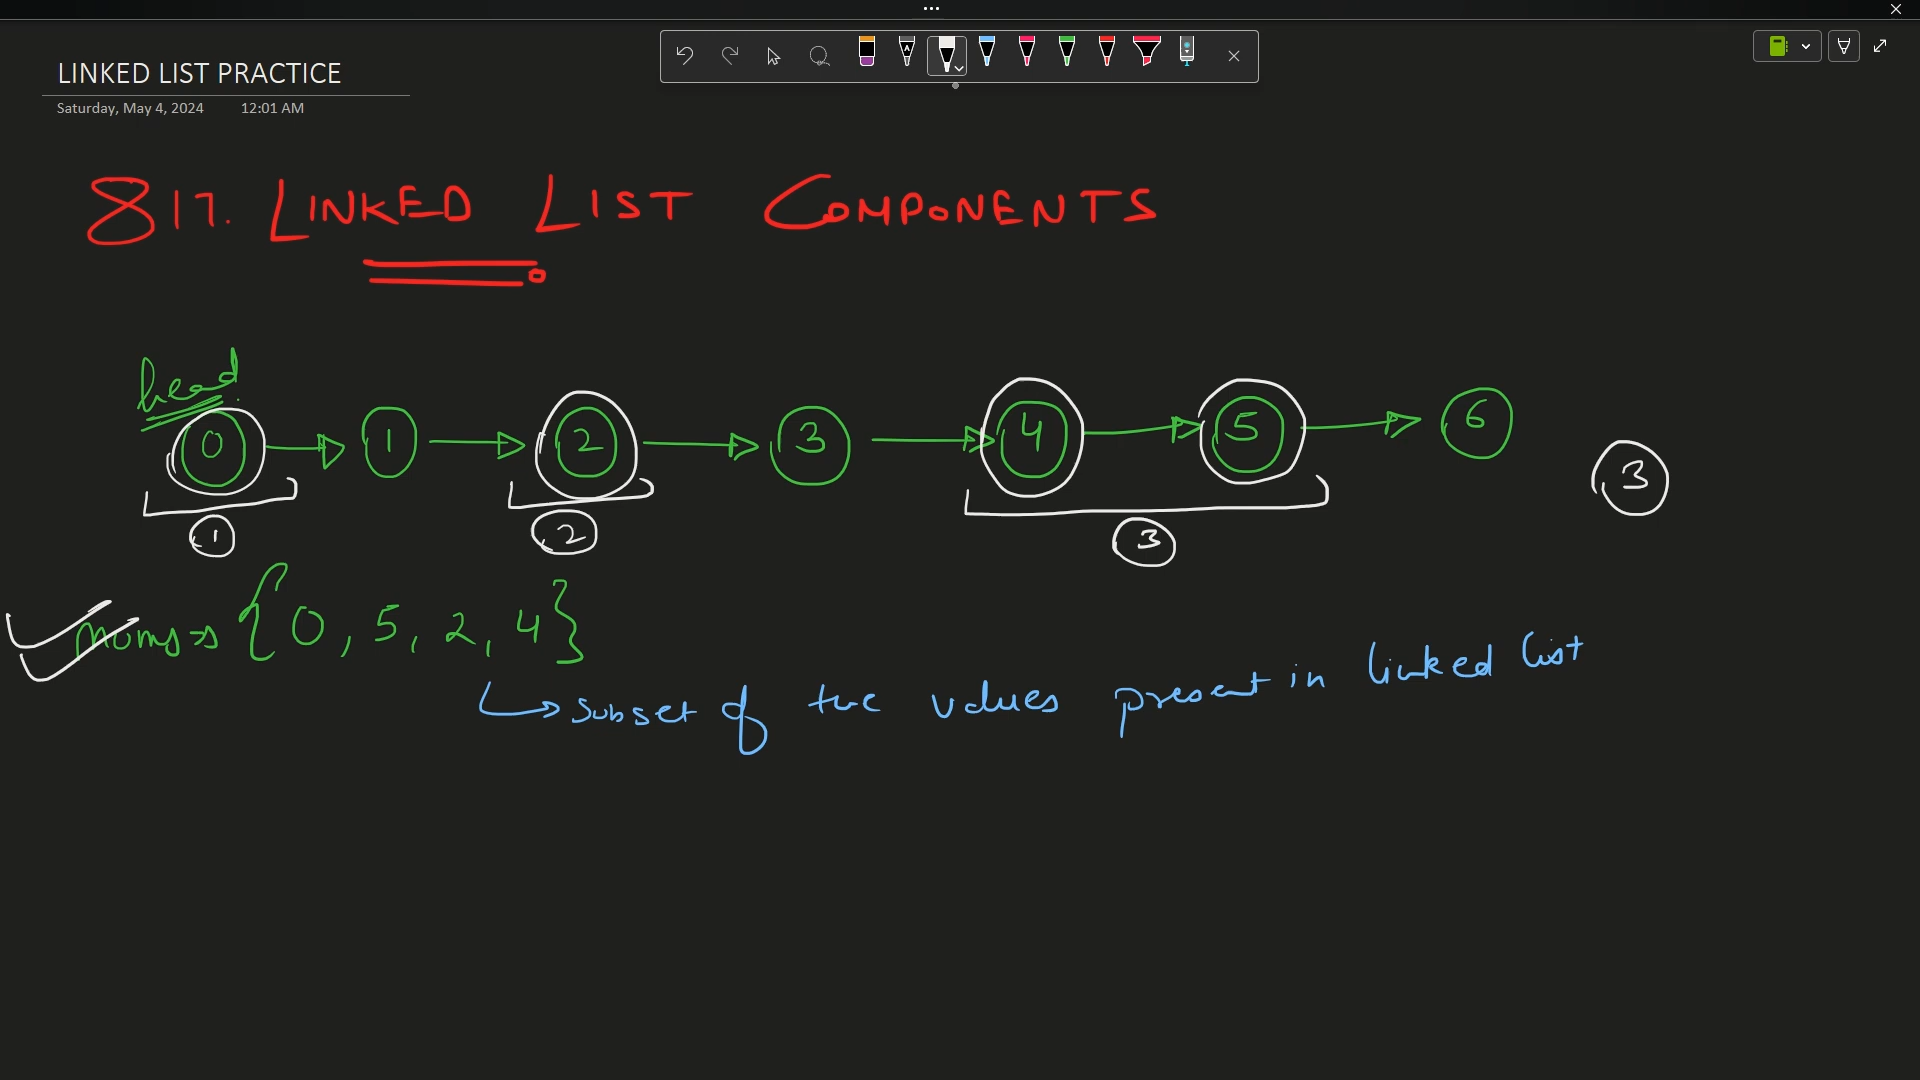 LINKED LIST PRACTICE
Saturday, May 4, 2024 12:01 AM
817. LINKED LIST COMPONENTS
head
0 1 2 3 4 5 6
3
1 2 3
nums => {0, 5, 2, 4}
subset of the values present in linked list